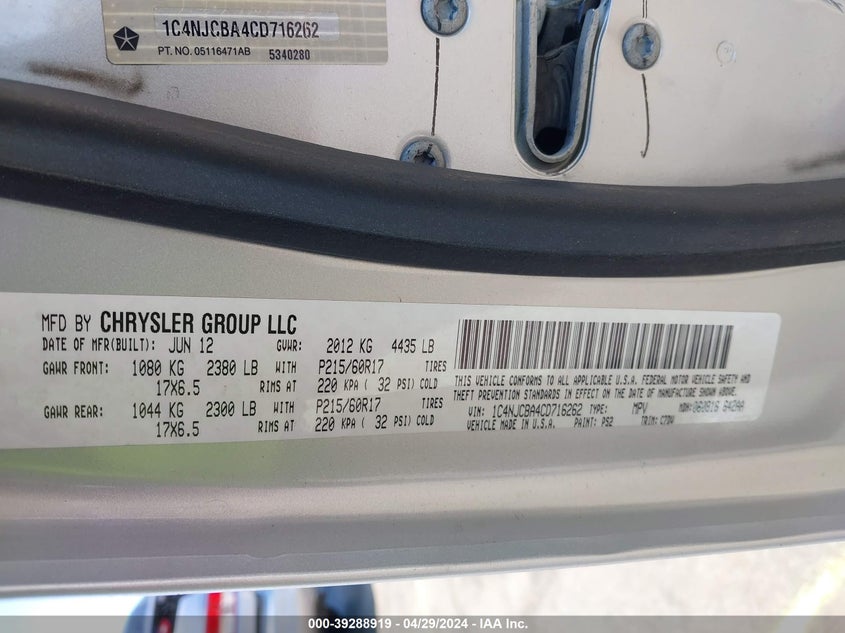 1C4NJCBA4CD716262
PT. NO. 05116471AB 5340280
MFD BY CHRYSLER GROUP LLC
DATE OF MFR(BUILT): JUN 12 GVWR: 2012 KG 4435 LB
GAWR FRONT: 1080 KG 2380 LB WITH P215/60R17 TIRES
17X6.5 RIMS AT 220 KPA ( 32 PSI) COLD
GAWR REAR: 1044 KG 2300 LB WITH P215/60R17 TIRES
17X6.5 RIMS AT 220 KPA ( 32 PSI) COLD
THIS VEHICLE CONFORMS TO ALL APPLICABLE U.S.A. FEDERAL MOTOR VEHICLE SAFETY AND
THEFT PREVENTION STANDARDS IN EFFECT ON THE DATE OF MANUFACTURE SHOWN ABOVE.
VIN: 1C4NJCBA4CD716262 TYPE: MPV MDH:
VEHICLE MADE IN U.S.A. PAINT: PS2 TRIM:
000-39288919 - 04/29/2024 - IAA Inc.